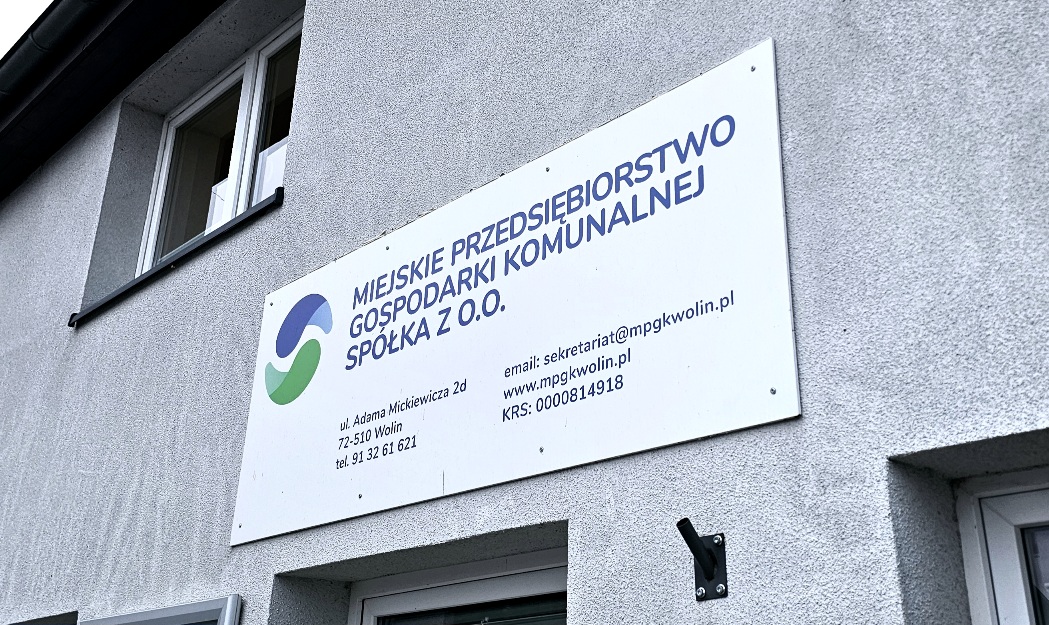 MIEJSKIE PRZEDSIĘBIORSTWO
GOSPODARKI KOMUNALNEJ
SPÓŁKA Z O.O.
ul. Adama Mickiewicza 2d
72-510 Wolin
tel. 91 32 61 621
email: sekretariat@mpgkwolin.pl
www.mpgkwolin.pl
KRS: 0000814918